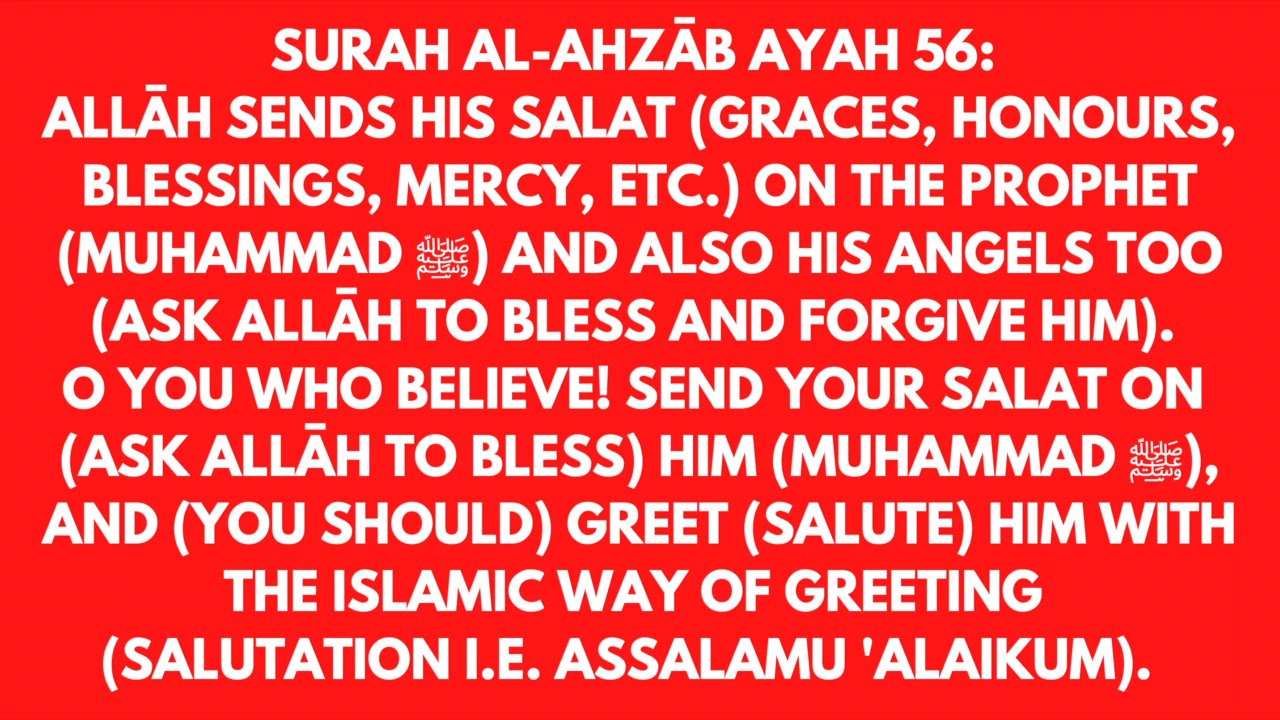 SURAH AL-AHZĀB AYAH 56:
ALLĀH SENDS HIS SALAT (GRACES, HONOURS,
BLESSINGS, MERCY, ETC.) ON THE PROPHET
(MUHAMMAD ﷺ) AND ALSO HIS ANGELS TOO
(ASK ALLĀH TO BLESS AND FORGIVE HIM).
O YOU WHO BELIEVE! SEND YOUR SALAT ON
(ASK ALLĀH TO BLESS) HIM (MUHAMMAD ﷺ),
AND (YOU SHOULD) GREET (SALUTE) HIM WITH
THE ISLAMIC WAY OF GREETING
(SALUTATION I.E. ASSALAMU 'ALAIKUM).